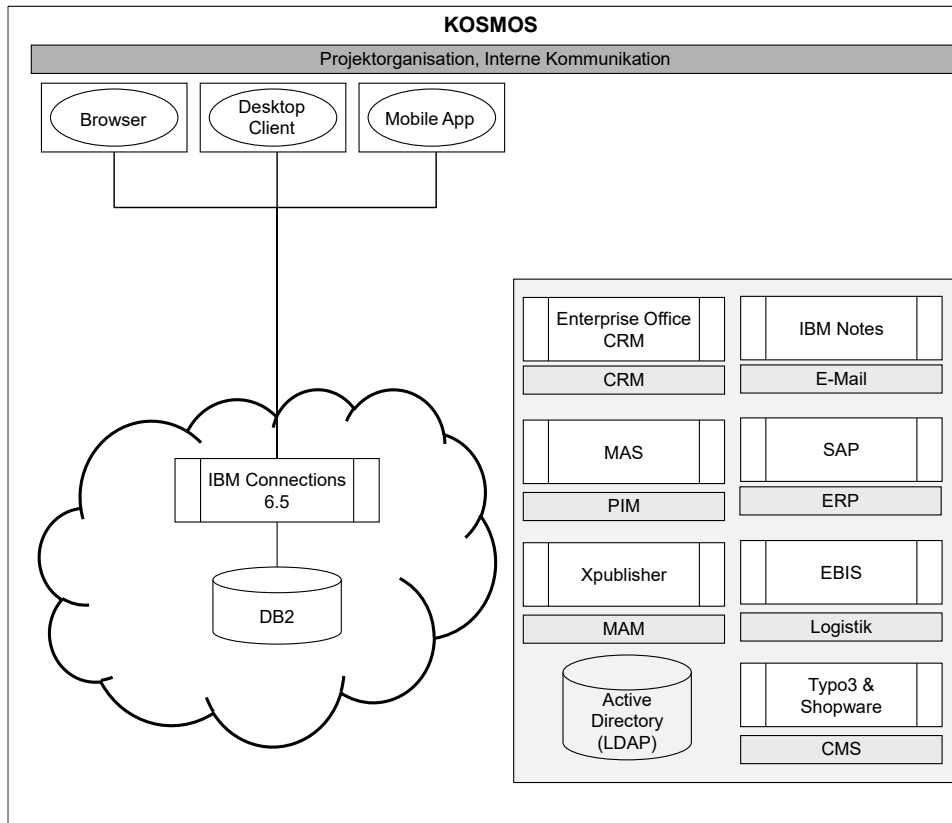 KOSMOS
Projektorganisation, Interne Kommunikation
Browser
Desktop
Client
Mobile App
Enterprise Office
CRM
CRM
IBM Notes
E-Mail
MAS
PIM
SAP
ERP
IBM Connections
6.5
DB2
Xpublisher
MAM
EBIS
Logistik
Active
Directory
(LDAP)
Typo3 &
Shopware
CMS